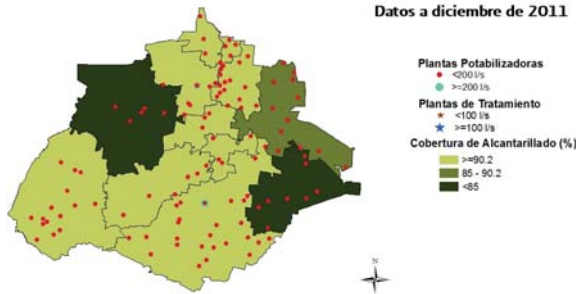 Datos a diciembre de 2011
Plantas Potabilizadoras
<200 l/s
>=200 l/s
Plantas de Tratamiento
<100 l/s
>=100 l/s
Cobertura de Alcantarillado (%)
>=90.2
85 - 90.2
<85
N